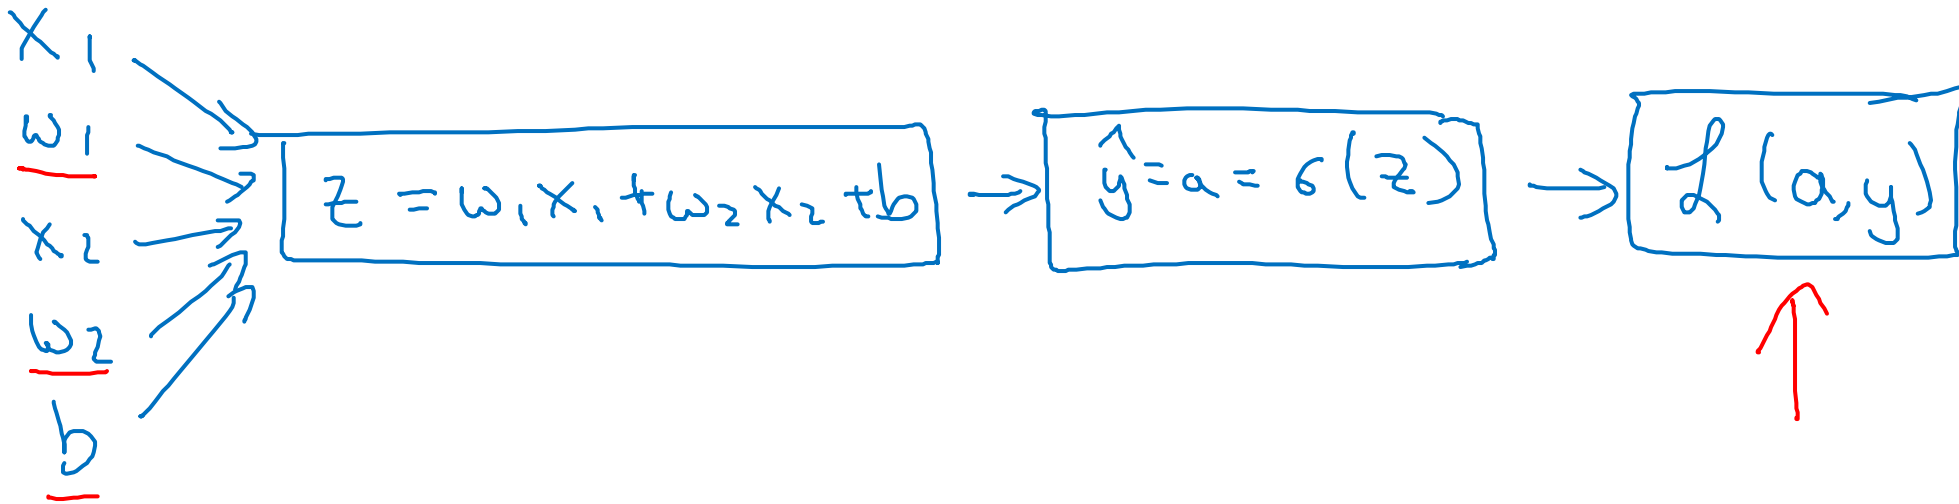 x₁
w₁
x₂
w₂
b
z = w₁x₁ + w₂x₂ + b
ŷ = a = σ(z)
ℒ(a, y)